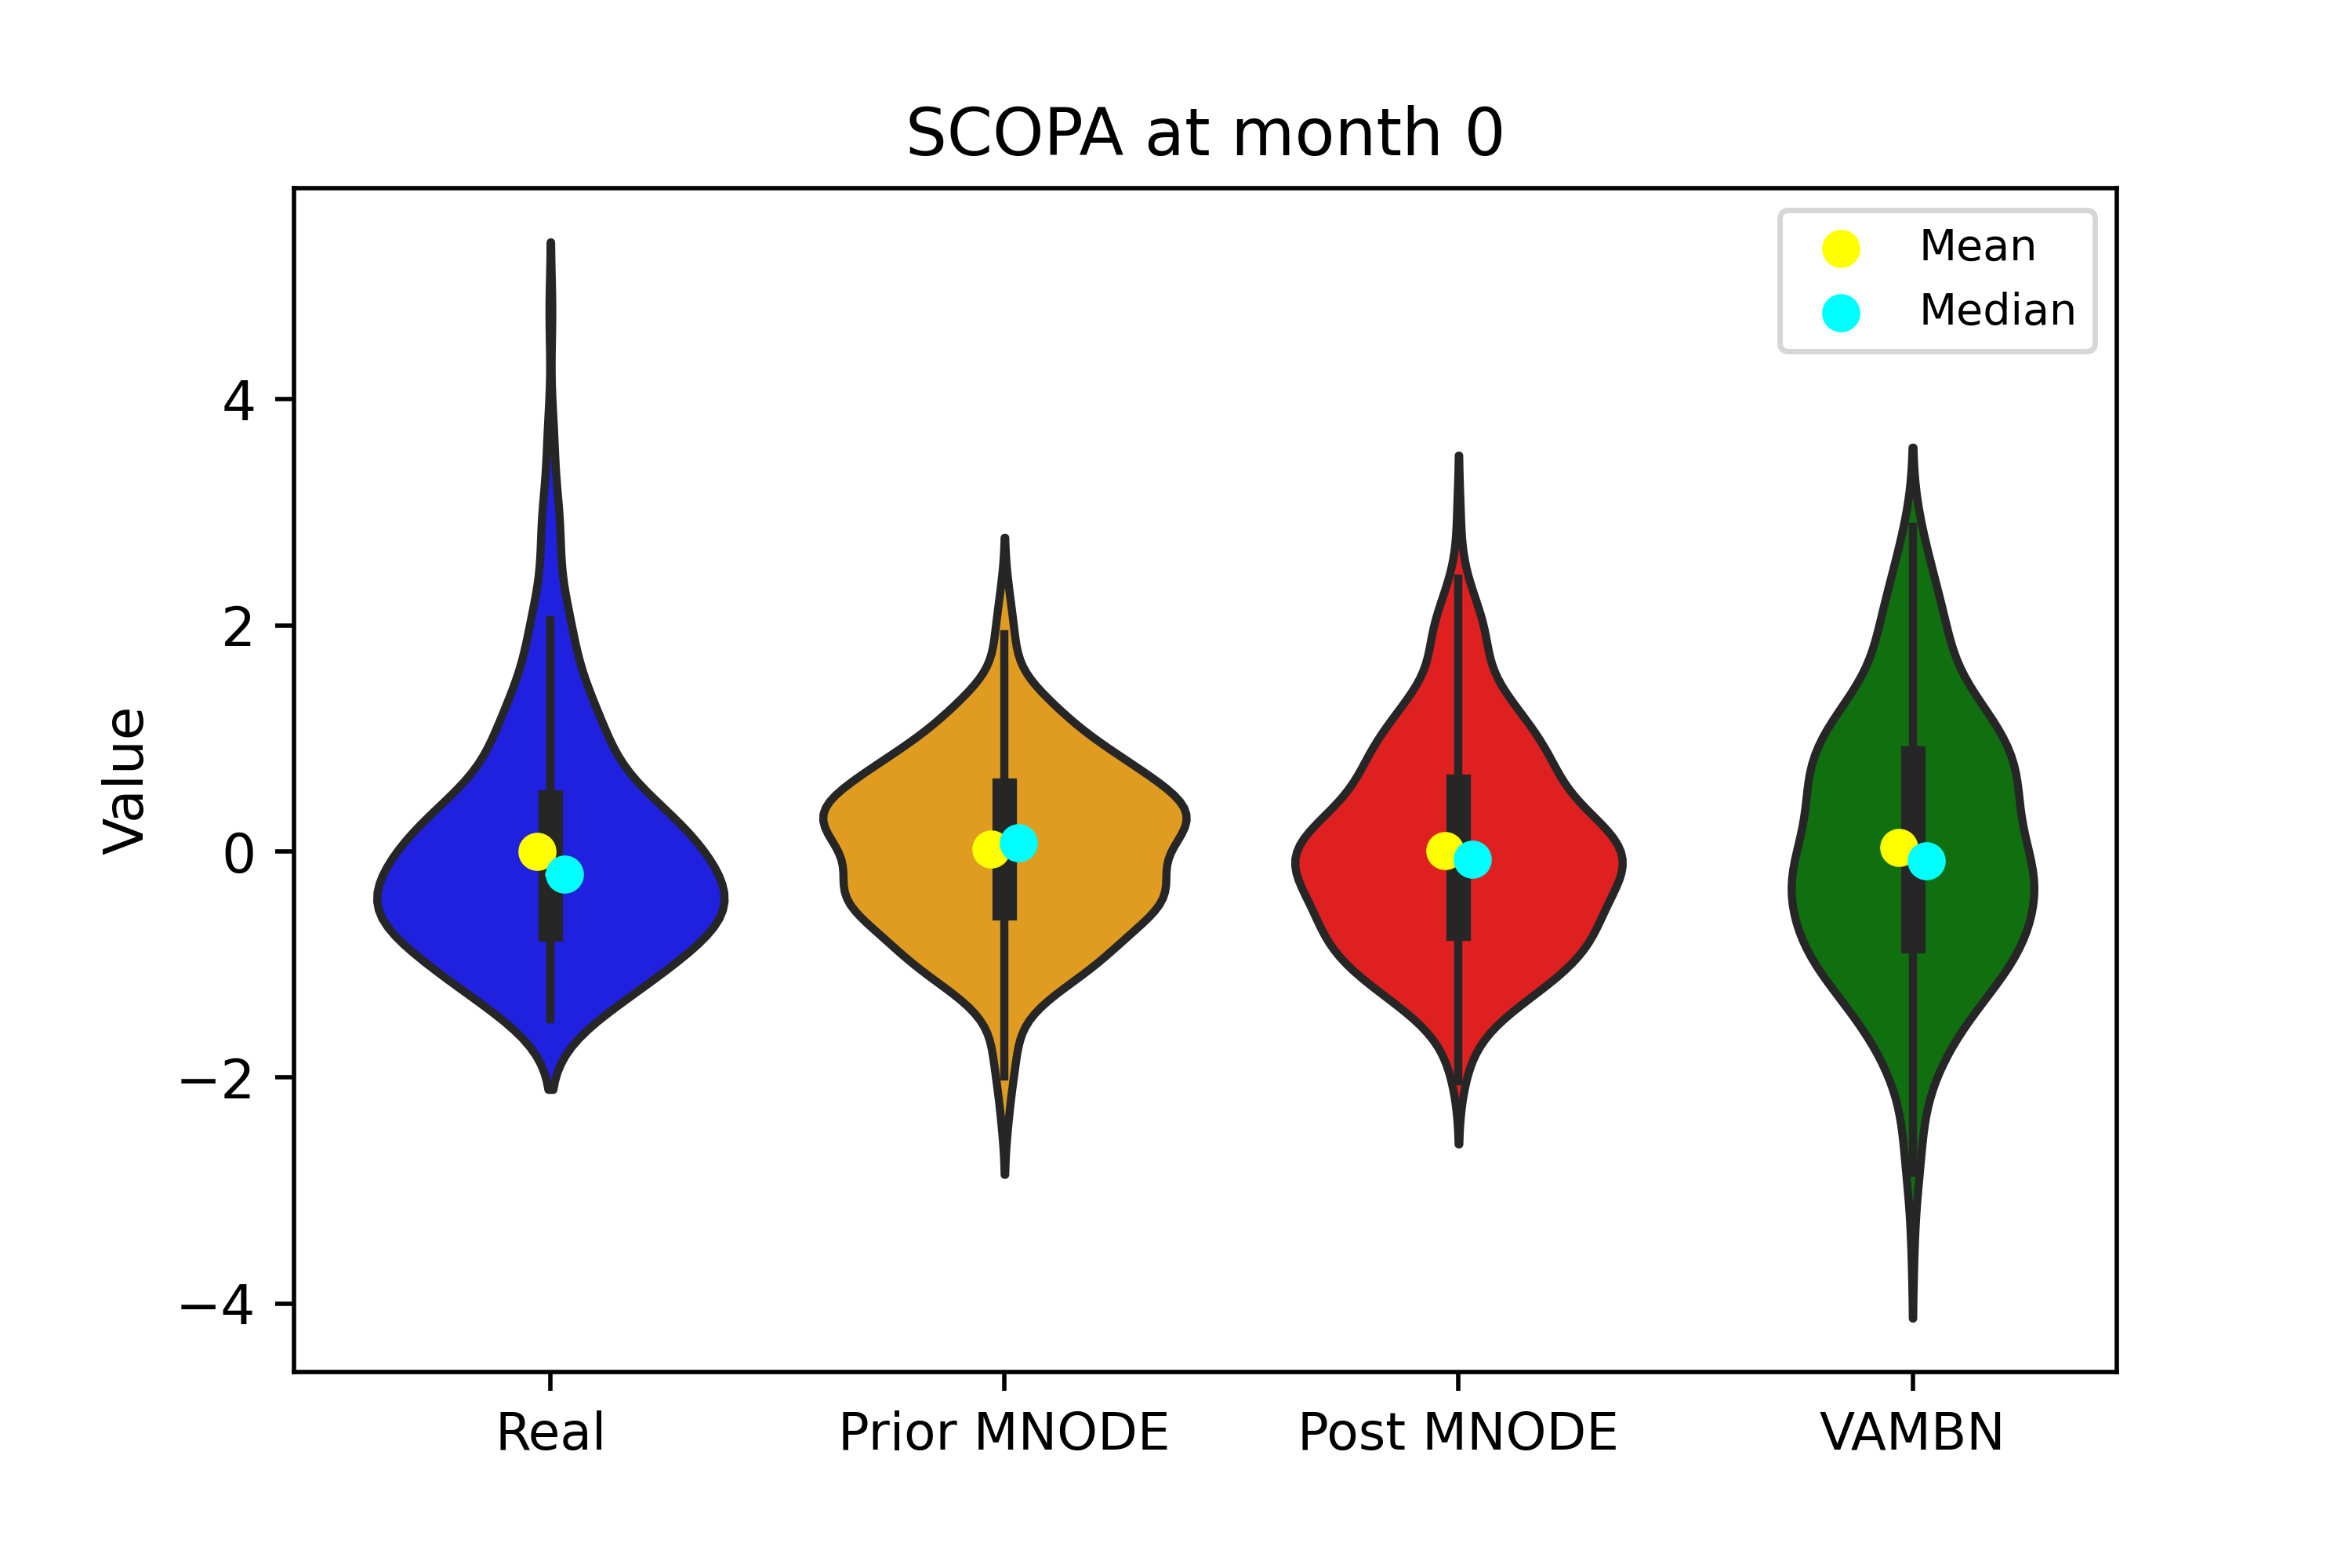 SCOPA at month 0
Mean
Median
Value
4
2
0
−2
−4
Real
Prior MNODE
Post MNODE
VAMBN